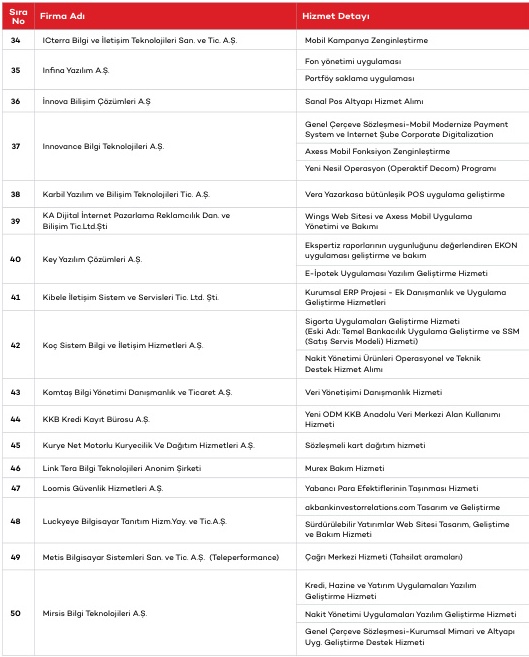 Sıra No Firma Adı Hizmet Detayı
34 ICterra Bilgi ve İletişim Teknolojileri San. ve Tic. A.Ş. Mobil Kampanya Zenginleştirme
35 Infina Yazılım A.Ş. Fon yönetimi uygulaması
Portföy saklama uygulaması
36 İnnova Bilişim Çözümleri A.Ş Sanal Pos Altyapı Hizmet Alımı
37 Innovance Bilgi Teknolojileri A.Ş. Genel Çerçeve Sözleşmesi-Mobil Modernize Payment
System ve Internet Şube Corporate Digitalization
Axess Mobil Fonksiyon Zenginleştirme
Yeni Nesil Operasyon (Operaktif Decom) Programı
38 Karbil Yazılım ve Bilişim Teknolojileri Tic. A.Ş. Vera Yazarkasa bütünleşik POS uygulama geliştirme
39 KA Dijital İnternet Pazarlama Reklamcılık Dan. ve
Bilişim Tic.Ltd.Şti
Wings Web Sitesi ve Axess Mobil Uygulama
Yönetimi ve Bakımı
40 Key Yazılım Çözümleri A.Ş. Ekspertiz raporlarının uygunluğunu değerlendiren EKON
uygulaması geliştirme ve bakım
E-İpotek Uygulaması Yazılım Geliştirme Hizmeti
41 Kibele İletişim Sistem ve Servisleri Tic. Ltd. Şti. Kurumsal ERP Projesi - Ek Danışmanlık ve Uygulama
Geliştirme Hizmetleri
42 Koç Sistem Bilgi ve İletişim Hizmetleri A.Ş. Sigorta Uygulamaları Geliştirme Hizmeti
(Eski Adı: Temel Bankacılık Uygulama Geliştirme ve SSM
(Satış Servis Modeli) Hizmeti)
Nakit Yönetimi Ürünleri Operasyonel ve Teknik
Destek Hizmet Alımı
43 Komtaş Bilgi Yönetimi Danışmanlık ve Ticaret A.Ş. Veri Yönetişimi Danışmanlık Hizmeti
44 KKB Kredi Kayıt Bürosu A.Ş. Yeni ODM KKB Anadolu Veri Merkezi Alan Kullanımı
Hizmeti
45 Kurye Net Motorlu Kuryecilik Ve Dağıtım Hizmetleri A.Ş. Sözleşmeli kart dağıtım hizmeti
46 Link Tera Bilgi Teknolojileri Anonim Şirketi Murex Bakım Hizmeti
47 Loomis Güvenlik Hizmetleri A.Ş. Yabancı Para Efektiflerinin Taşınması Hizmeti
48 Luckyeye Bilgisayar Tanıtım Hizm.Yay. ve Tic.A.Ş. akbankinvestorrelations.com Tasarım ve Geliştirme
Sürdürülebilir Yatırımlar Web Sitesi Tasarım, Geliştime
ve Bakım Hizmeti
49 Metis Bilgisayar Sistemleri San. ve Tic. A.Ş. (Teleperformance) Çağrı Merkezi Hizmeti (Tahsilat aramaları)
50 Mirsis Bilgi Teknolojileri A.Ş. Kredi, Hazine ve Yatırım Uygulamaları Yazılım
Geliştirme Hizmeti
Nakit Yönetimi Uygulamaları Yazılım Geliştirme Hizmeti
Genel Çerçeve Sözleşmesi-Kurumsal Mimari ve Altyapı
Uyg. Geliştirme Destek Hizmeti